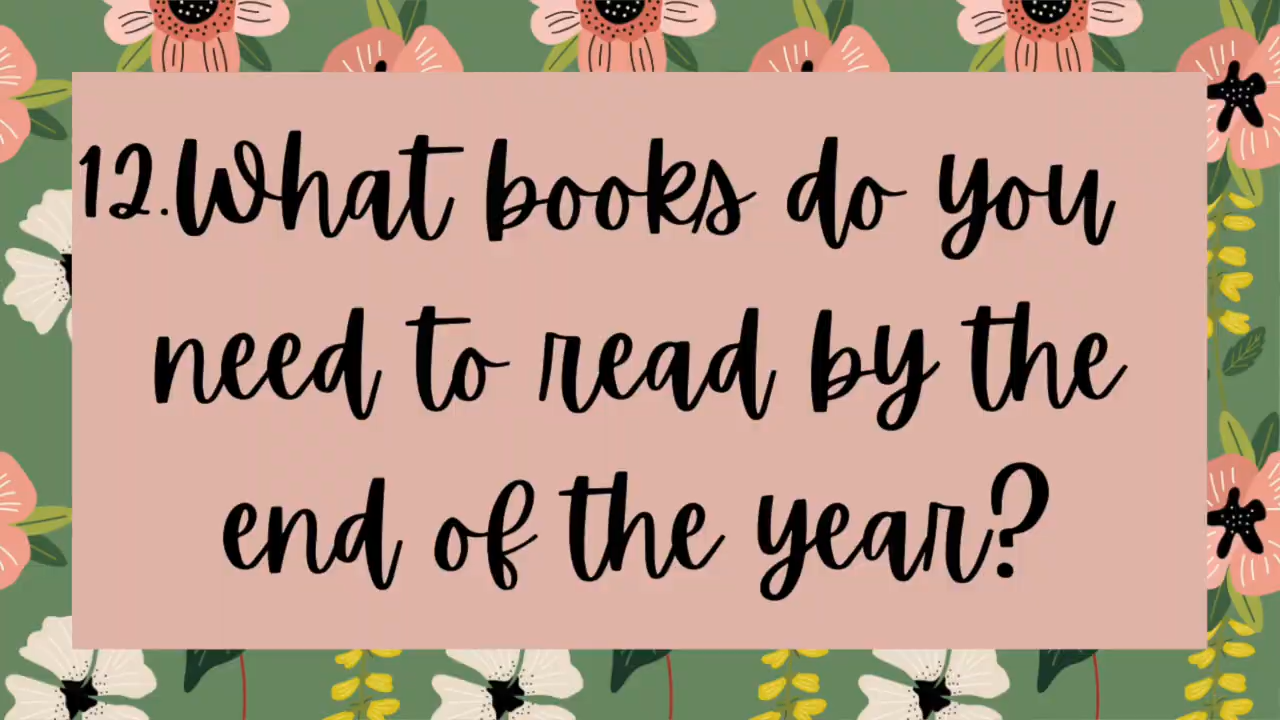 12.What books do you
need to read by the
end of the year?